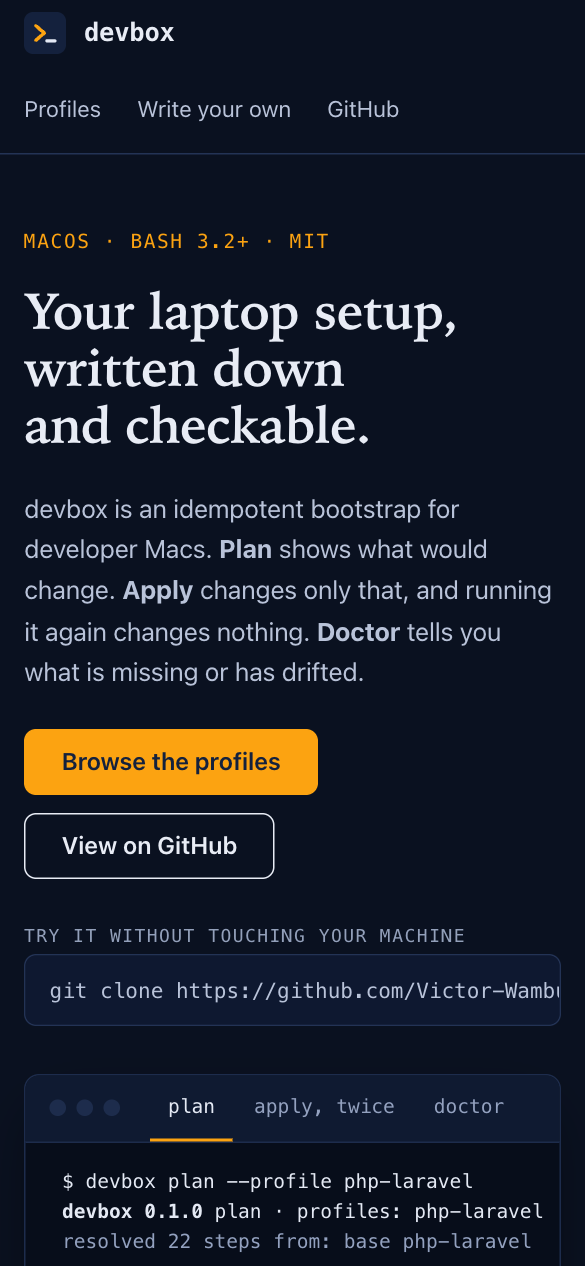 devbox
Profiles Write your own GitHub
MACOS · BASH 3.2+ · MIT
Your laptop setup,
written down
and checkable.
devbox is an idempotent bootstrap for
developer Macs. Plan shows what would
change. Apply changes only that, and running
it again changes nothing. Doctor tells you
what is missing or has drifted.
Browse the profiles
View on GitHub
TRY IT WITHOUT TOUCHING YOUR MACHINE
git clone https://github.com/Victor-Wamb
plan apply, twice doctor
$ devbox plan --profile php-laravel
devbox 0.1.0 plan · profiles: php-laravel
resolved 22 steps from: base php-laravel